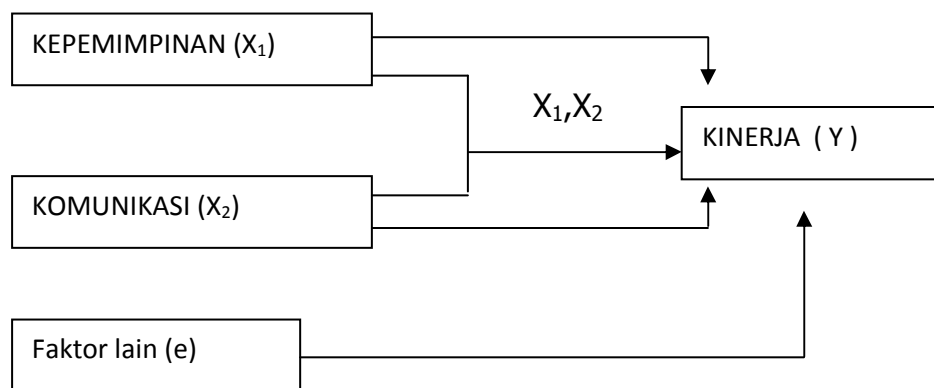 KEPEMIMPINAN (X₁)
X₁,X₂
KINERJA ( Y )
KOMUNIKASI (X₂)
Faktor lain (e)